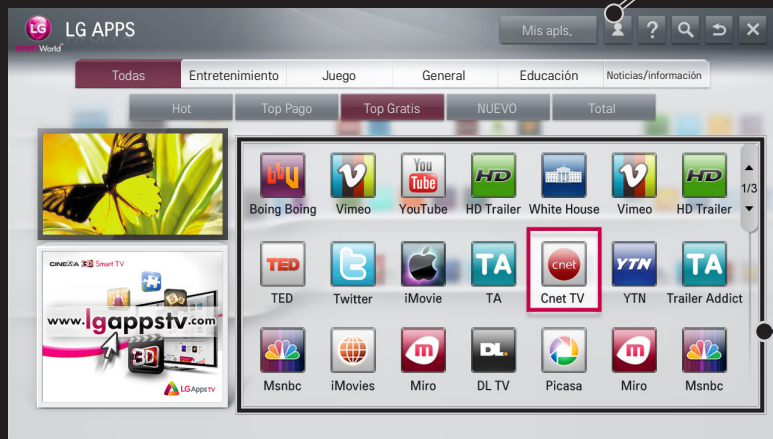 LG LG APPS
smart World™
Mis apls. ?
Todas Entretenimiento Juego General Educación Noticias/información
Hot Top Pago Top Gratis NUEVO Total
1/3
bbU V You Tube HD V HD
Boing Boing Vimeo YouTube HD Trailer White House Vimeo HD Trailer
CINEMA 3D Smart TV
www.lgappstv.com
3D
LG Apps TV
TED TA cnet YTN TA
TED Twitter iMovie TA Cnet TV YTN Trailer Addict
m DL. m
Msnbc iMovies Miro DL TV Picasa Miro Msnbc